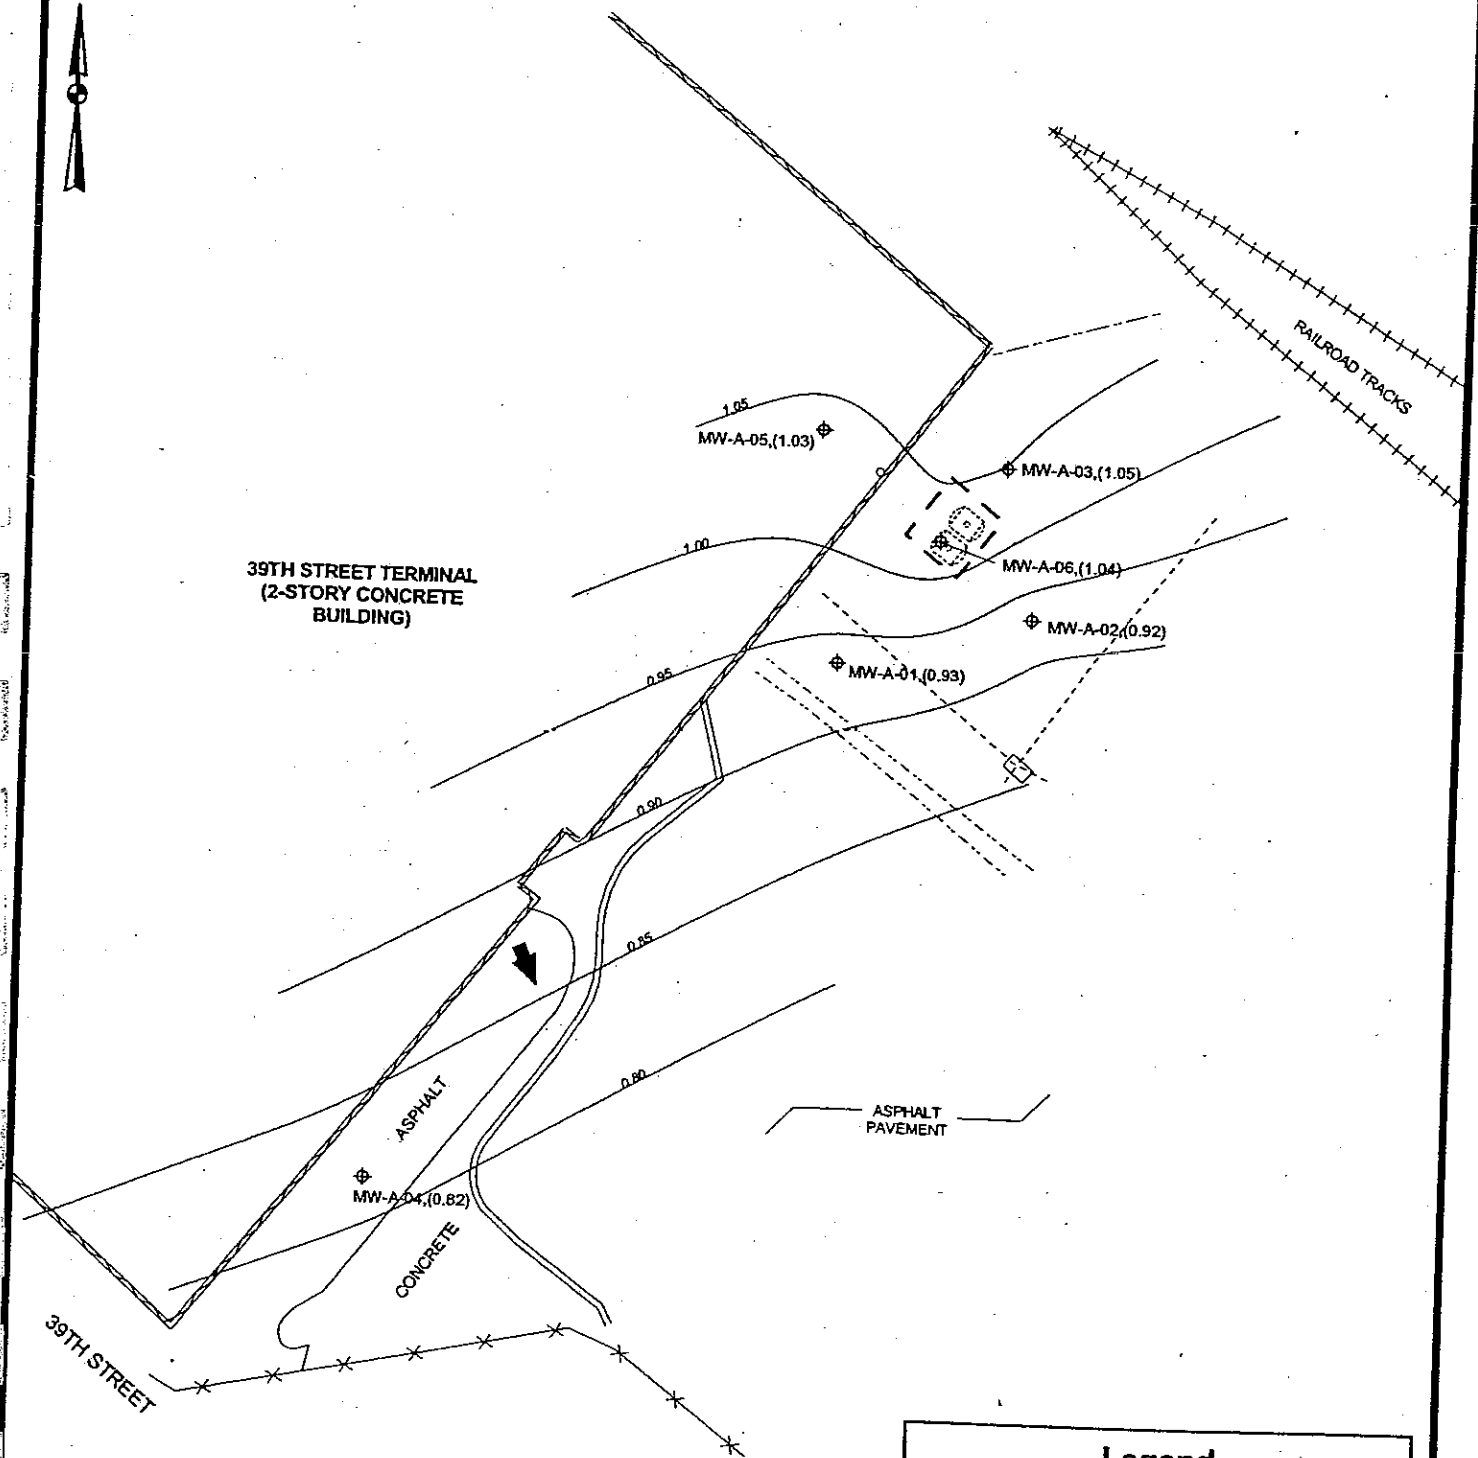 RAILROAD TRACKS
1.05
MW-A-05,(1.03)
MW-A-03,(1.05)
1.00
MW-A-06,(1.04)
39TH STREET TERMINAL
(2-STORY CONCRETE
BUILDING)
MW-A-02,(0.92)
0.95
MW-A-01,(0.93)
0.90
0.85
0.80
ASPHALT
ASPHALT
PAVEMENT
MW-A-04,(0.82)
CONCRETE
39TH STREET
Legend